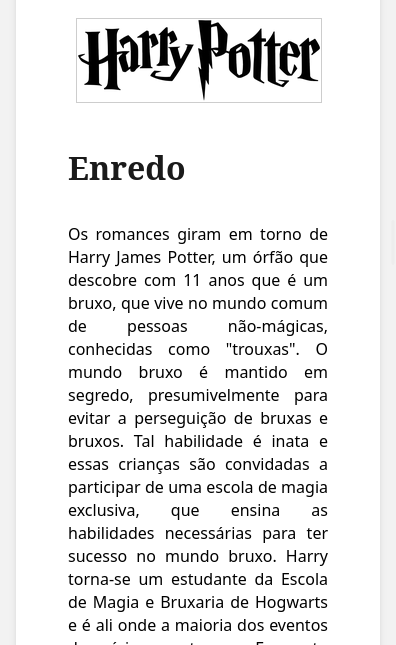 Harry Potter
Enredo
Os romances giram em torno de
Harry James Potter, um órfão que
descobre com 11 anos que é um
bruxo, que vive no mundo comum
de pessoas não-mágicas,
conhecidas como "trouxas". O
mundo bruxo é mantido em
segredo, presumivelmente para
evitar a perseguição de bruxas e
bruxos. Tal habilidade é inata e
essas crianças são convidadas a
participar de uma escola de magia
exclusiva, que ensina as
habilidades necessárias para ter
sucesso no mundo bruxo. Harry
torna-se um estudante da Escola
de Magia e Bruxaria de Hogwarts
e é ali onde a maioria dos eventos